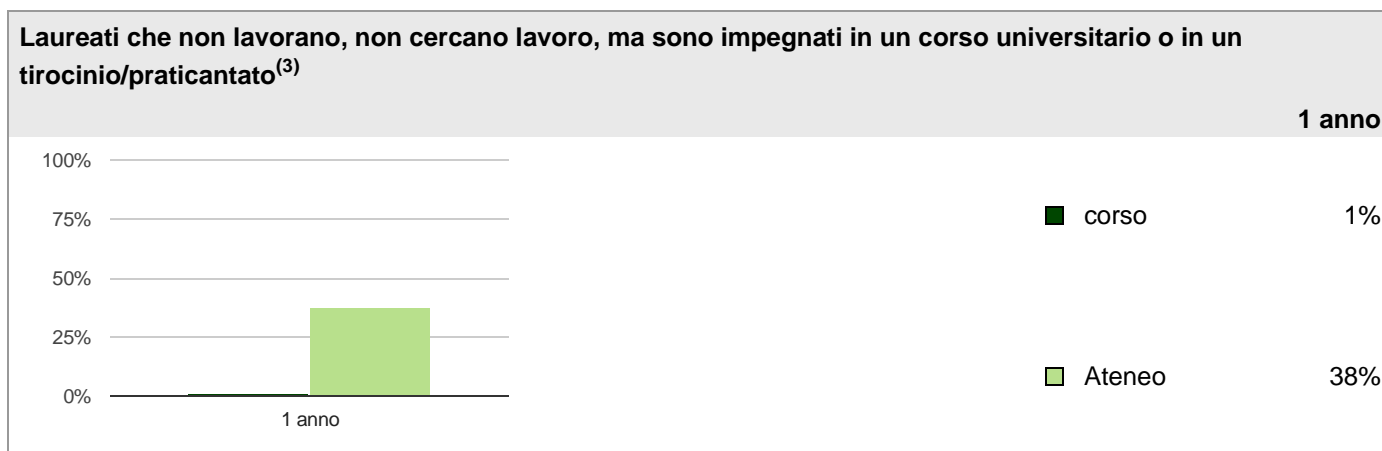 Laureati che non lavorano, non cercano lavoro, ma sono impegnati in un corso universitario o in un
tirocinio/praticantato(3)
1 anno
100%
75%
50%
25%
0%
1 anno
corso 1%
Ateneo 38%